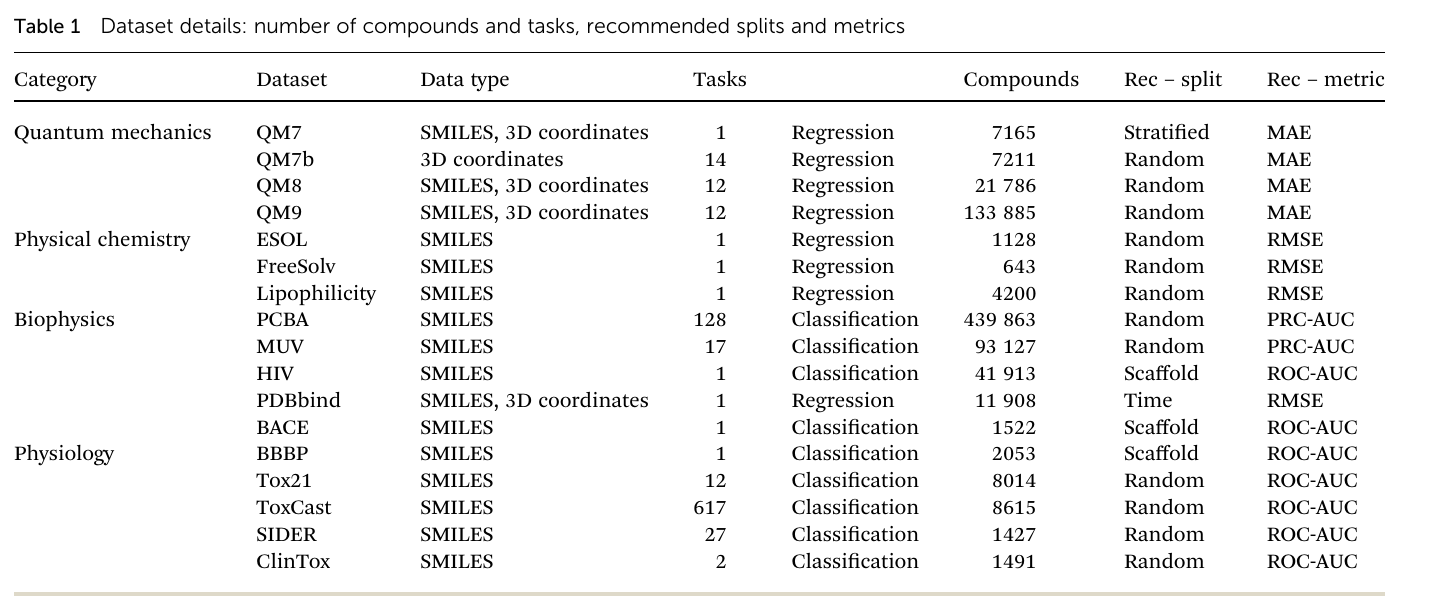 Table 1 Dataset details: number of compounds and tasks, recommended splits and metrics
Category Dataset Data type Tasks Compounds Rec – split Rec – metric
Quantum mechanics QM7 SMILES, 3D coordinates 1 Regression 7165 Stratified MAE
QM7b 3D coordinates 14 Regression 7211 Random MAE
QM8 SMILES, 3D coordinates 12 Regression 21 786 Random MAE
QM9 SMILES, 3D coordinates 12 Regression 133 885 Random MAE
Physical chemistry ESOL SMILES 1 Regression 1128 Random RMSE
FreeSolv SMILES 1 Regression 643 Random RMSE
Lipophilicity SMILES 1 Regression 4200 Random RMSE
Biophysics PCBA SMILES 128 Classification 439 863 Random PRC-AUC
MUV SMILES 17 Classification 93 127 Random PRC-AUC
HIV SMILES 1 Classification 41 913 Scaffold ROC-AUC
PDBbind SMILES, 3D coordinates 1 Regression 11 908 Time RMSE
BACE SMILES 1 Classification 1522 Scaffold ROC-AUC
Physiology BBBP SMILES 1 Classification 2053 Scaffold ROC-AUC
Tox21 SMILES 12 Classification 8014 Random ROC-AUC
ToxCast SMILES 617 Classification 8615 Random ROC-AUC
SIDER SMILES 27 Classification 1427 Random ROC-AUC
ClinTox SMILES 2 Classification 1491 Random ROC-AUC